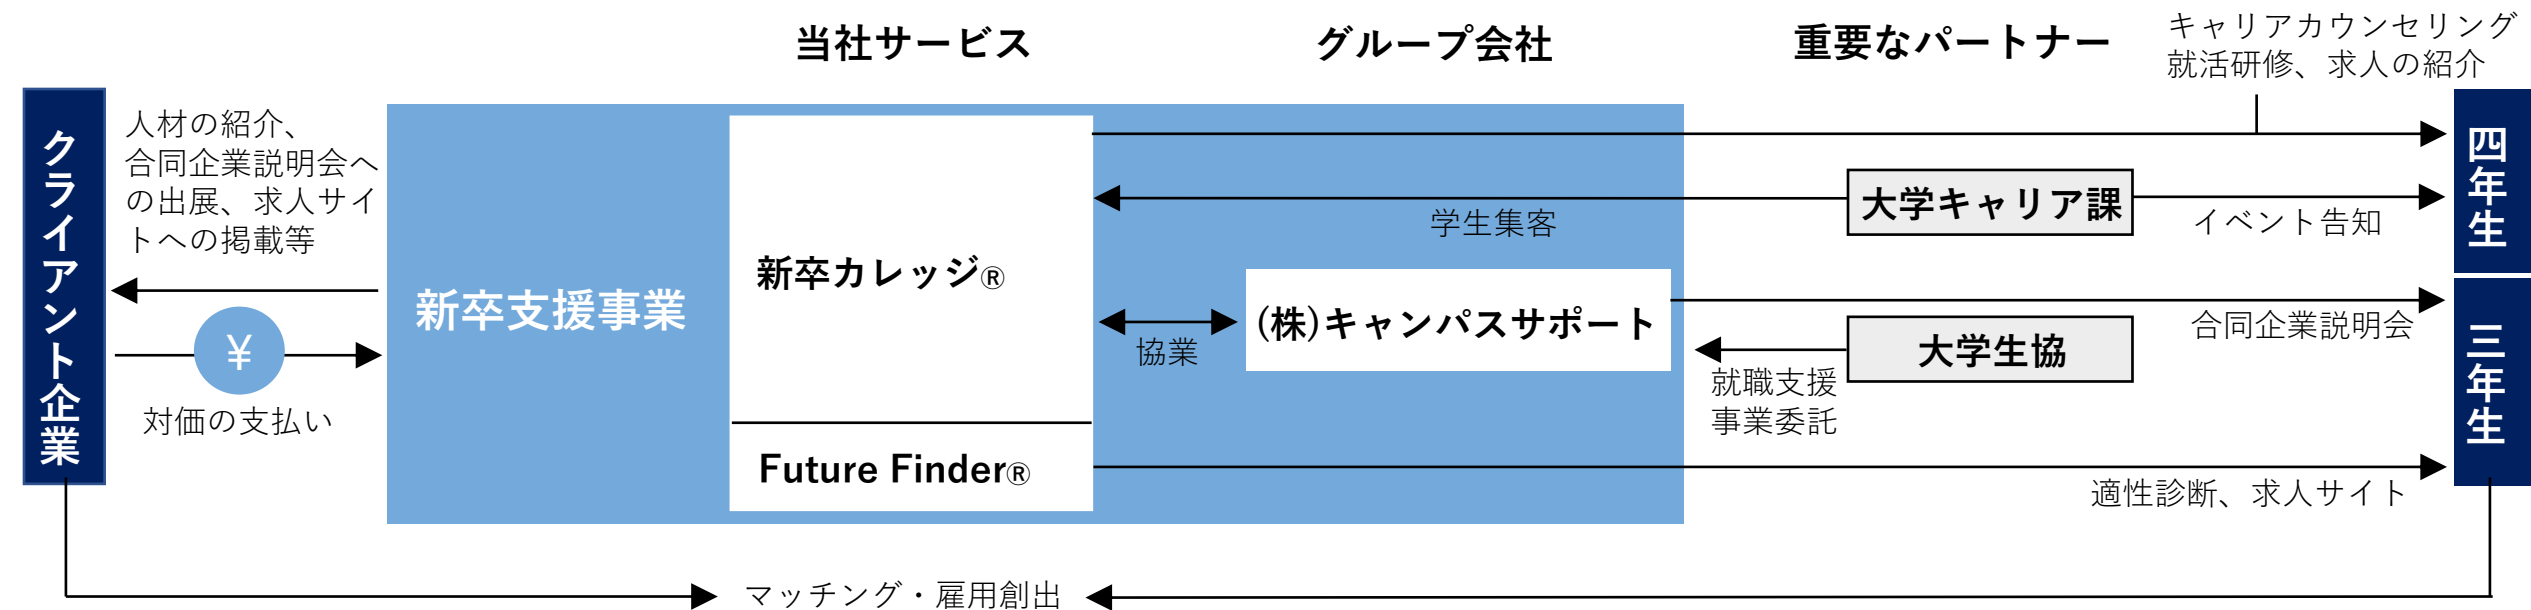 当社サービス
グループ会社
重要なパートナー
キャリアカウンセリング
就活研修、求人の紹介
クライアント企業
人材の紹介、
合同企業説明会へ
の出展、求人サイ
トへの掲載等
¥
対価の支払い
新卒支援事業
新卒カレッジ®
Future Finder®
学生集客
協業
(株)キャンパスサポート
大学キャリア課
イベント告知
大学生協
就職支援
事業委託
合同企業説明会
適性診断、求人サイト
四年生
三年生
マッチング・雇用創出